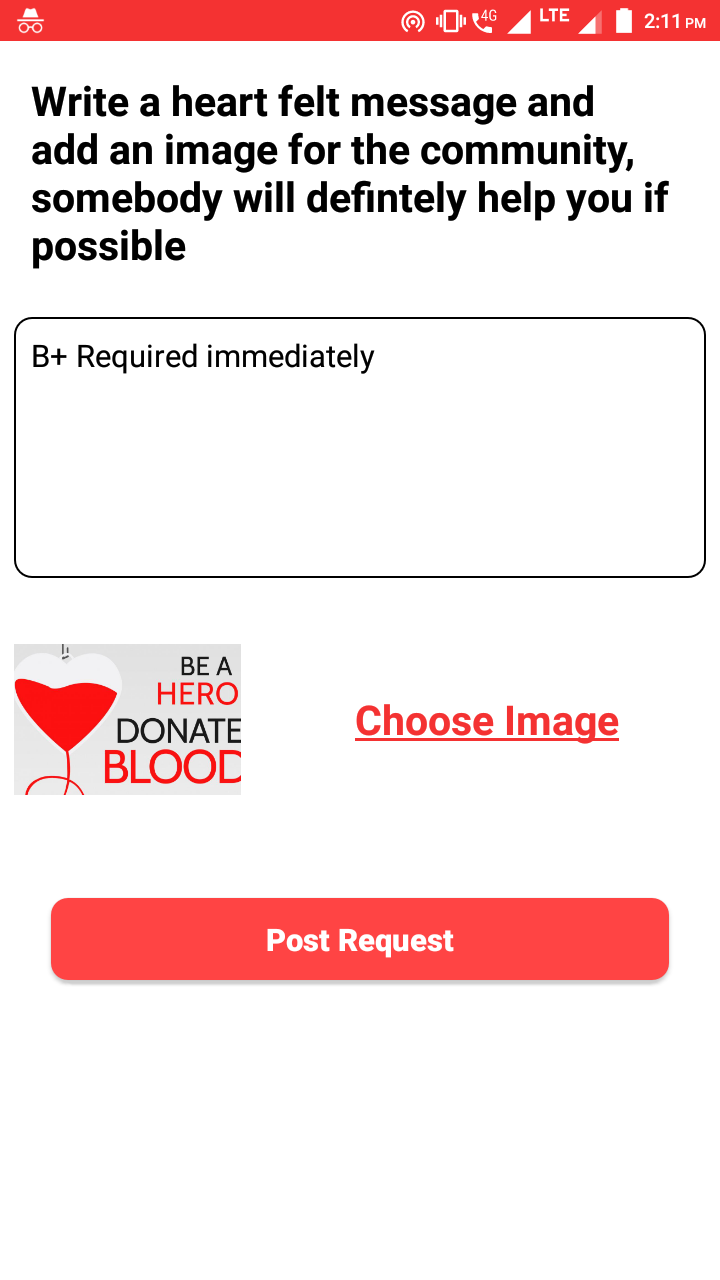 4G LTE 2:11 PM
Write a heart felt message and
add an image for the community,
somebody will defintely help you if
possible
B+ Required immediately
BE A
HERO
DONATE
BLOOD
Choose Image
Post Request